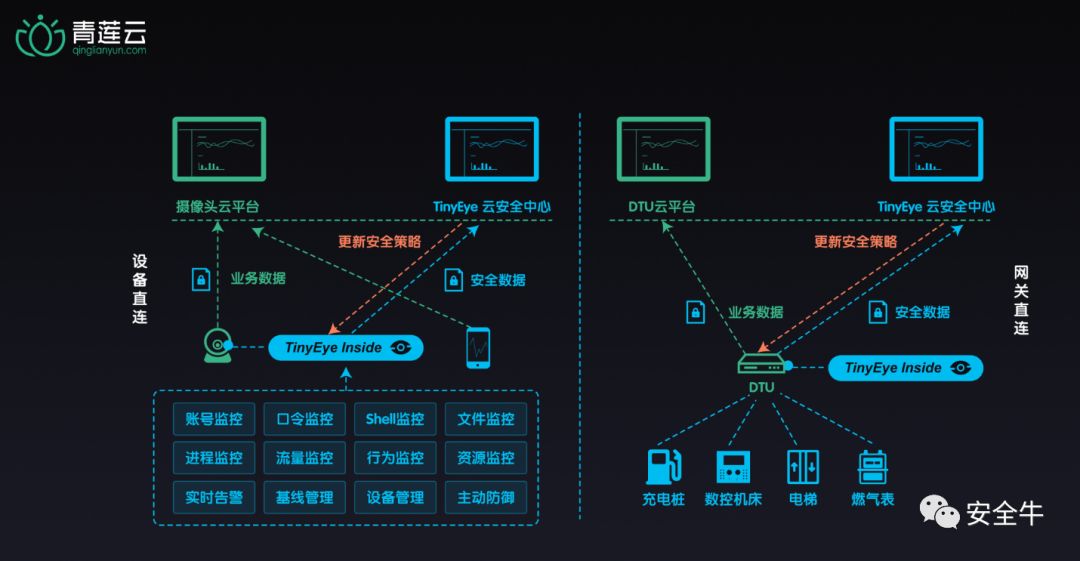 青莲云
qinglianyun.com
摄像头云平台
TinyEye 云安全中心
更新安全策略
设备直连
业务数据
安全数据
TinyEye Inside
账号监控
口令监控
Shell监控
文件监控
进程监控
流量监控
行为监控
资源监控
实时告警
基线管理
设备管理
主动防御
DTU云平台
TinyEye 云安全中心
更新安全策略
网关直连
业务数据
安全数据
TinyEye Inside
DTU
充电桩
数控机床
电梯
燃气表
安全牛